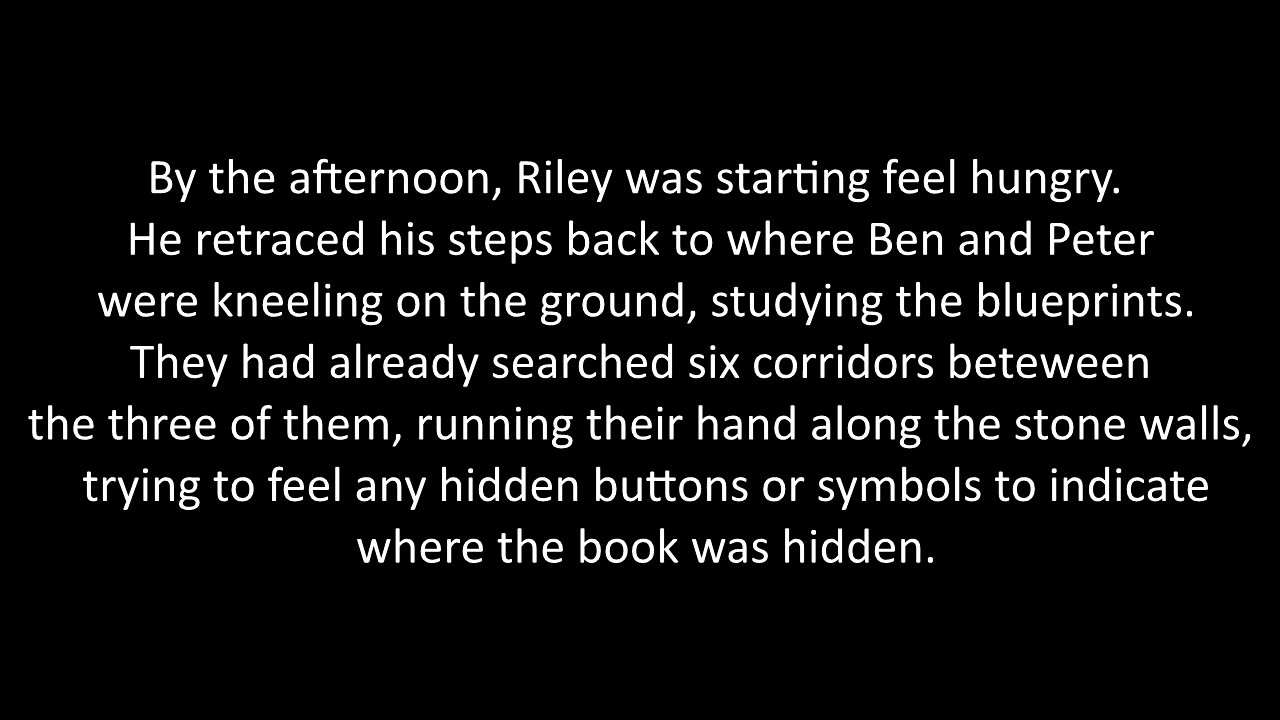 By the afternoon, Riley was starting feel hungry.
He retraced his steps back to where Ben and Peter
were kneeling on the ground, studying the blueprints.
They had already searched six corridors beteween
the three of them, running their hand along the stone walls,
trying to feel any hidden buttons or symbols to indicate
where the book was hidden.